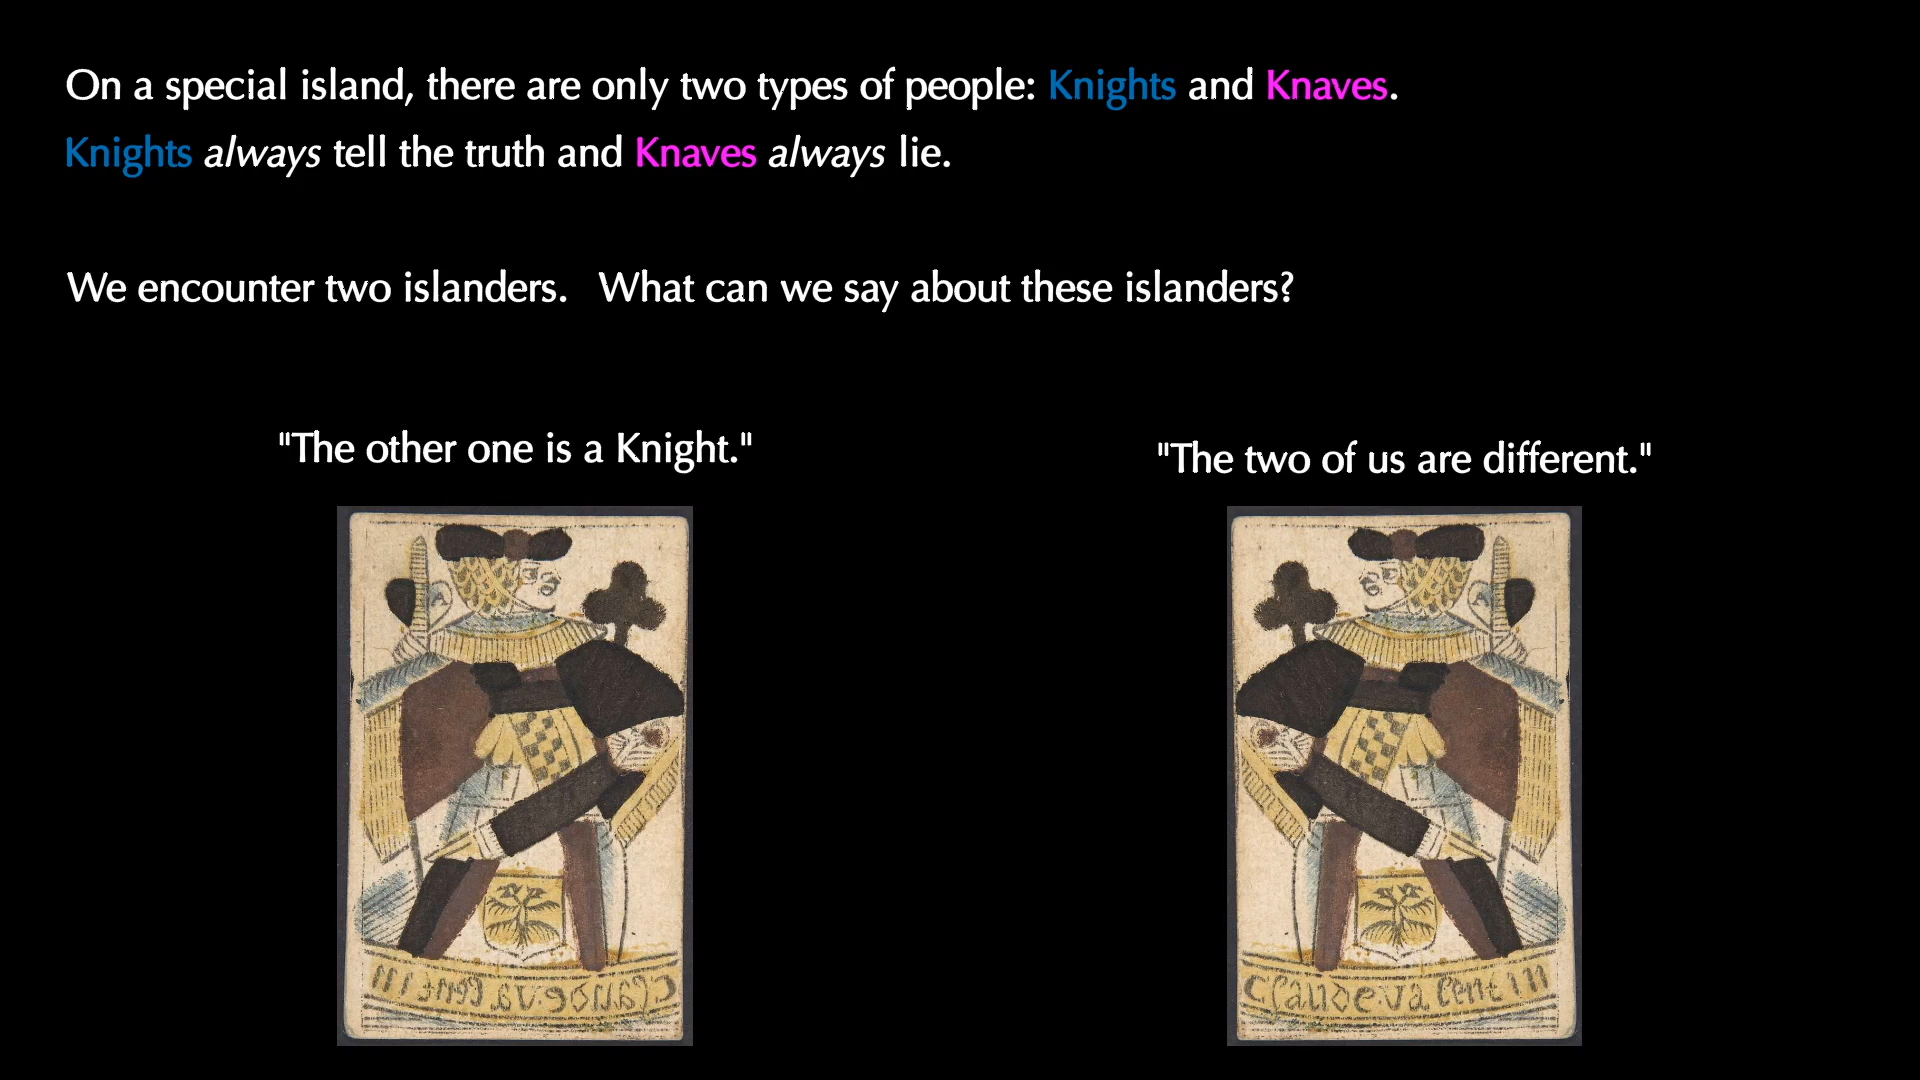 On a special island, there are only two types of people: Knights and Knaves.
Knights always tell the truth and Knaves always lie.
We encounter two islanders. What can we say about these islanders?
"The other one is a Knight."
"The two of us are different."